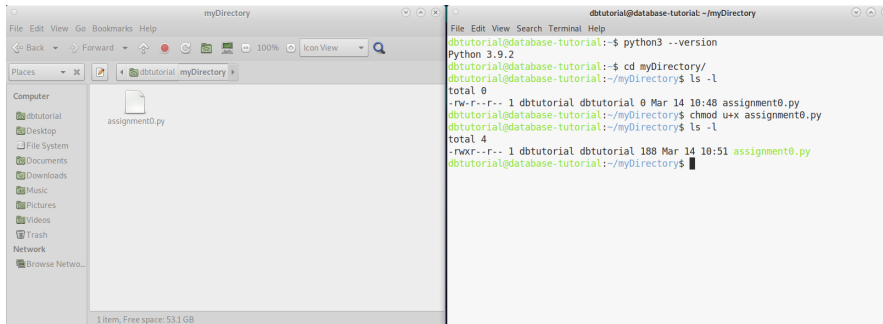 myDirectory
File Edit View Go Bookmarks Help
Back Forward 100% Icon View
Places dbtutorial myDirectory
Computer
dbtutorial
Desktop
File System
Documents
Downloads
Music
Pictures
Videos
Trash
Network
Browse Netwo...
assignment0.py
1 item, Free space: 53.1 GB
dbtutorial@database-tutorial: ~/myDirectory
File Edit View Search Terminal Help
dbtutorial@database-tutorial:~$ python3 --version
Python 3.9.2
dbtutorial@database-tutorial:~$ cd myDirectory/
dbtutorial@database-tutorial:~/myDirectory$ ls -l
total 0
-rw-r--r-- 1 dbtutorial dbtutorial 0 Mar 14 10:48 assignment0.py
dbtutorial@database-tutorial:~/myDirectory$ chmod u+x assignment0.py
dbtutorial@database-tutorial:~/myDirectory$ ls -l
total 4
-rwxr--r-- 1 dbtutorial dbtutorial 188 Mar 14 10:51 assignment0.py
dbtutorial@database-tutorial:~/myDirectory$